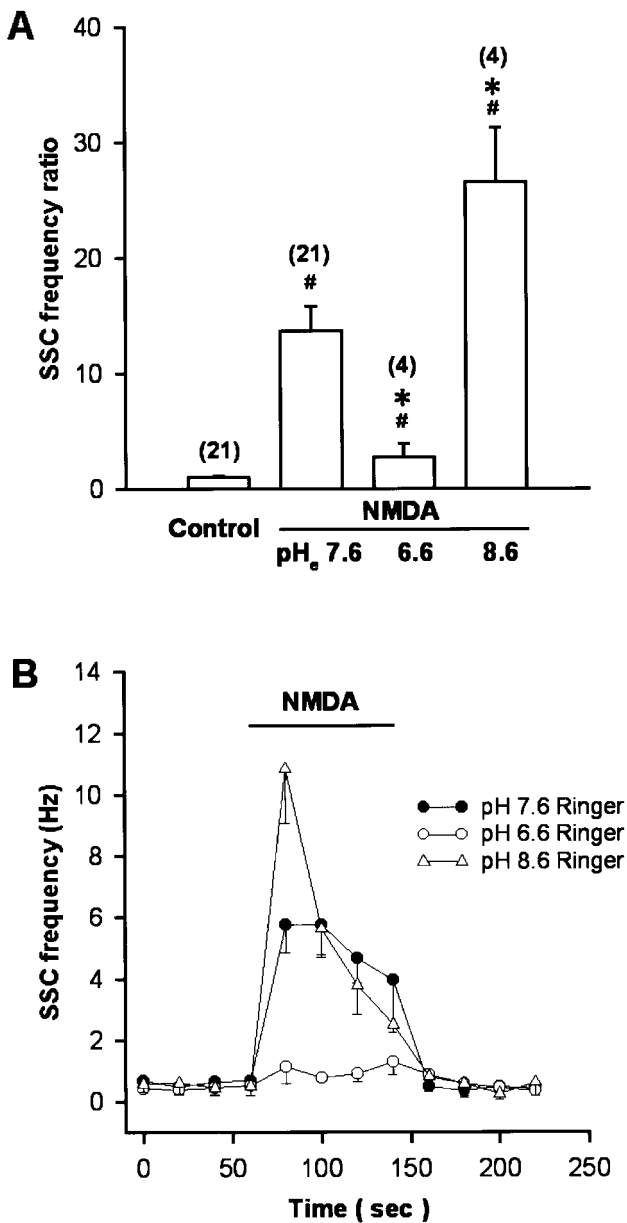 A
40
30
20
10
0
SSC frequency ratio
(21)
(21)
#
(4)
*
#
(4)
*
#
Control
NMDA
pHe 7.6 6.6 8.6
B
14
12
10
8
6
4
2
0
SSC frequency (Hz)
NMDA
pH 7.6 Ringer
pH 6.6 Ringer
pH 8.6 Ringer
0 50 100 150 200 250
Time ( sec )